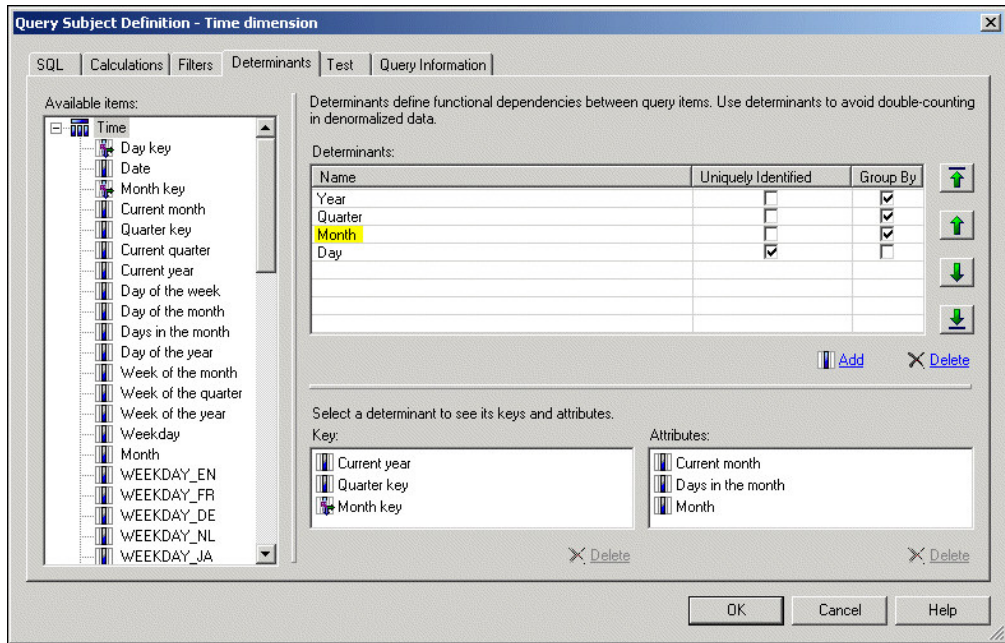 Query Subject Definition - Time dimension
SQL
Calculations
Filters
Determinants
Test
Query Information
Available items:
Time
Day key
Date
Month key
Current month
Quarter key
Current quarter
Current year
Day of the week
Day of the month
Days in the month
Day of the year
Week of the month
Week of the quarter
Week of the year
Weekday
Month
WEEKDAY_EN
WEEKDAY_FR
WEEKDAY_DE
WEEKDAY_NL
WEEKDAY_JA
Determinants define functional dependencies between query items. Use determinants to avoid double-counting
in denormalized data.
Determinants:
Name Uniquely Identified Group By
Year
Quarter
Month
Day
Add Delete
Select a determinant to see its keys and attributes.
Key:
Current year
Quarter key
Month key
Delete
Attributes:
Current month
Days in the month
Month
Delete
OK Cancel Help